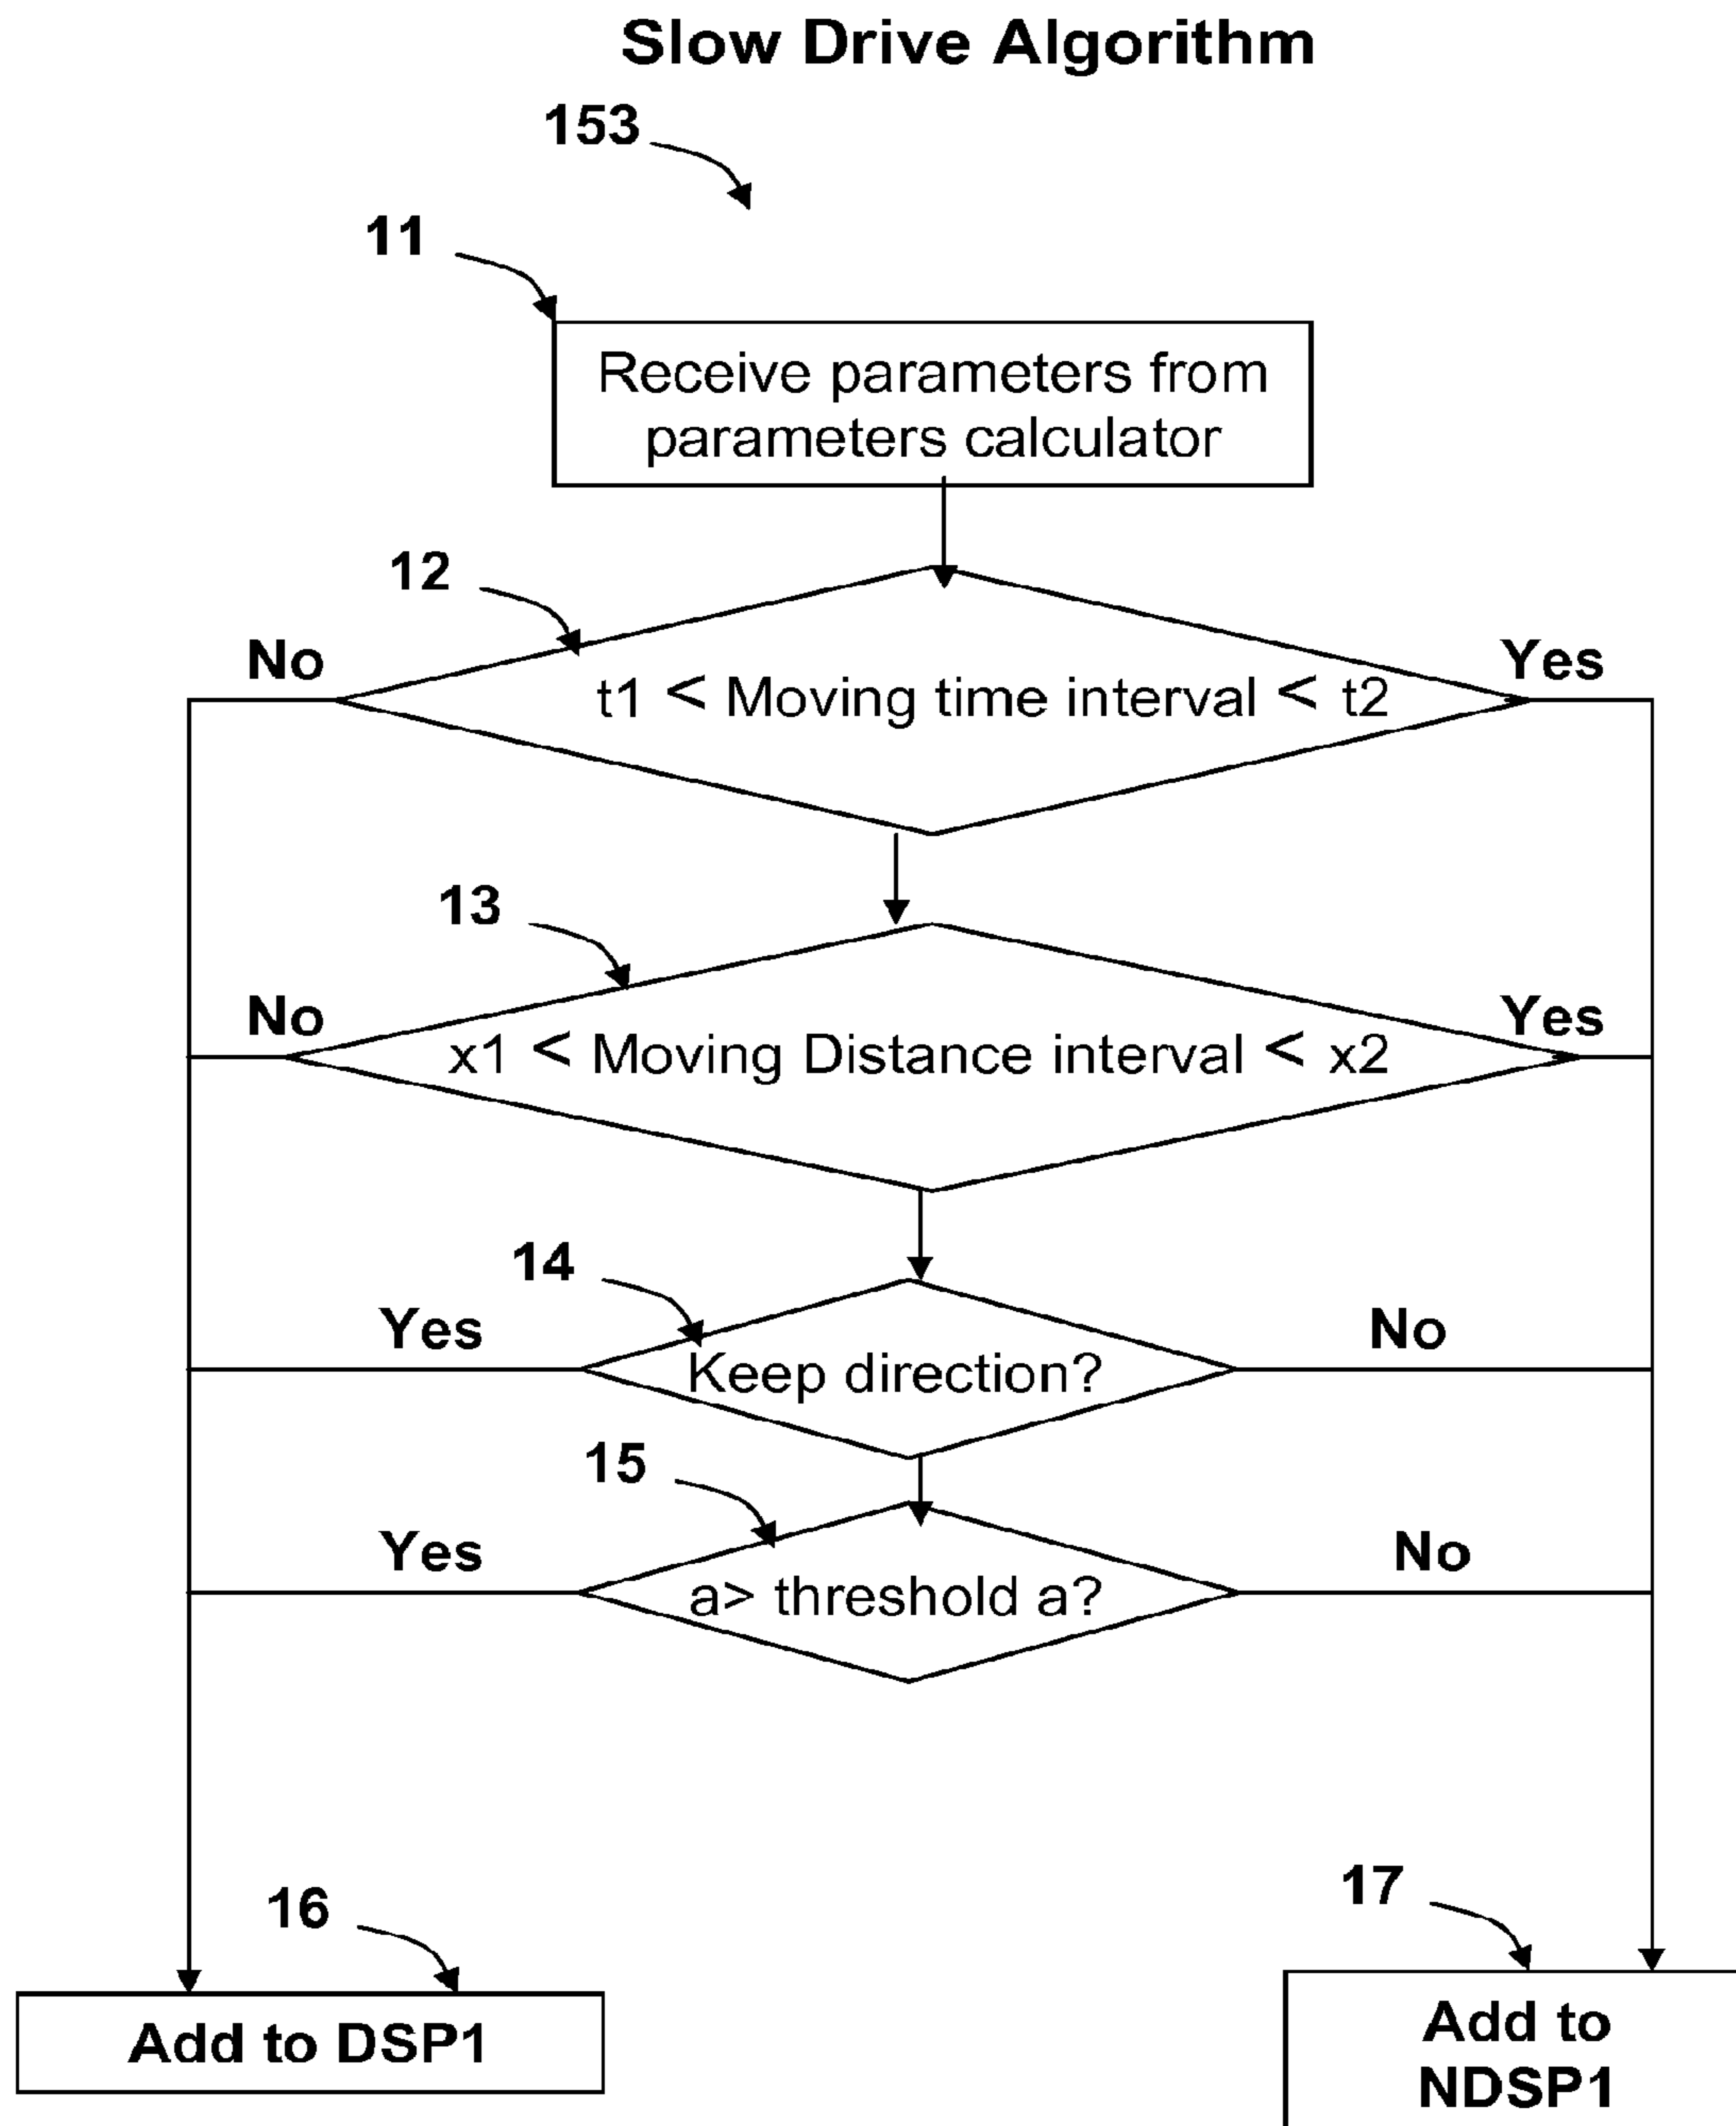 Slow Drive Algorithm
153
11
Receive parameters from
parameters calculator
12
No
Yes
t1 < Moving time interval < t2
13
No
Yes
x1 < Moving Distance interval < x2
14
Yes
No
Keep direction?
15
Yes
No
a> threshold a?
16
17
Add to DSP1
Add to
NDSP1